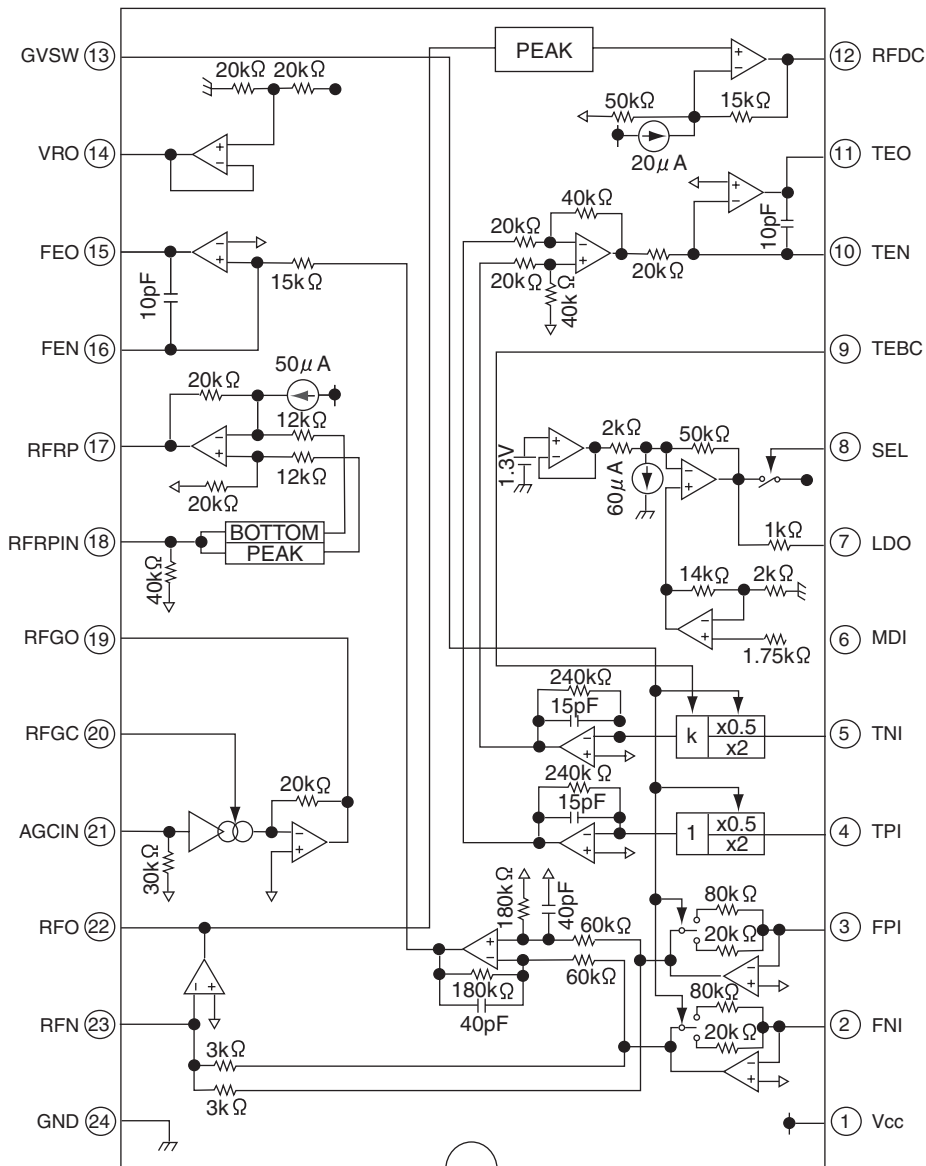 GVSW 13
20kΩ 20kΩ
VRO 14
FEO 15
15kΩ
10pF
FEN 16
50μA
20kΩ
12kΩ
RFRP 17
12kΩ
20kΩ
RFRPIN 18
BOTTOM
PEAK
40kΩ
RFGO 19
RFGC 20
20kΩ
AGCIN 21
30kΩ
RFO 22
RFN 23
3kΩ
3kΩ
GND 24
PEAK
12 RFDC
50kΩ
15kΩ
20μA
11 TEO
40kΩ
20kΩ
10pF
10 TEN
20kΩ
20kΩ
40kΩ
9 TEBC
2kΩ
50kΩ
8 SEL
1.3V
60μA
1kΩ
7 LDO
14kΩ
2kΩ
6 MDI
1.75kΩ
240kΩ
15pF
k
x0.5
x2
5 TNI
240kΩ
15pF
1
x0.5
x2
4 TPI
180kΩ
40pF
60kΩ
60kΩ
180kΩ
40pF
80kΩ
20kΩ
3 FPI
80kΩ
20kΩ
2 FNI
1 Vcc
+
−